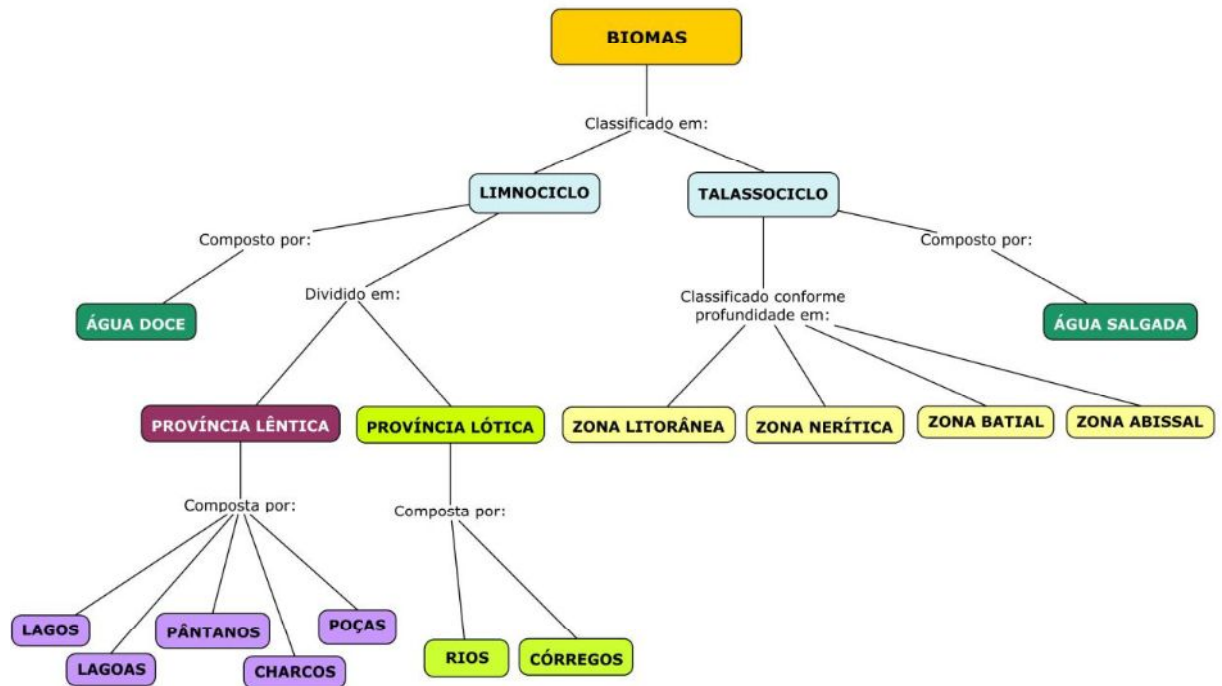 BIOMAS
Classificado em:
LIMNOCICLO
TALASSOCICLO
Composto por:
Composto por:
Dividido em:
Classificado conforme
profundidade em:
ÁGUA DOCE
ÁGUA SALGADA
PROVÍNCIA LÊNTICA
PROVÍNCIA LÓTICA
ZONA LITORÂNEA
ZONA NERÍTICA
ZONA BATIAL
ZONA ABISSAL
Composta por:
Composta por:
LAGOS
LAGOAS
PÂNTANOS
CHARCOS
POÇAS
RIOS
CÓRREGOS